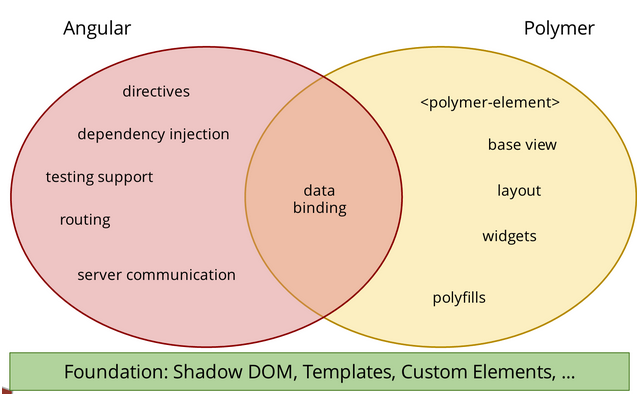 Angular
Polymer
directives
dependency injection
testing support
routing
server communication
data
binding
<polymer-element>
base view
layout
widgets
polyfills
Foundation: Shadow DOM, Templates, Custom Elements, ...